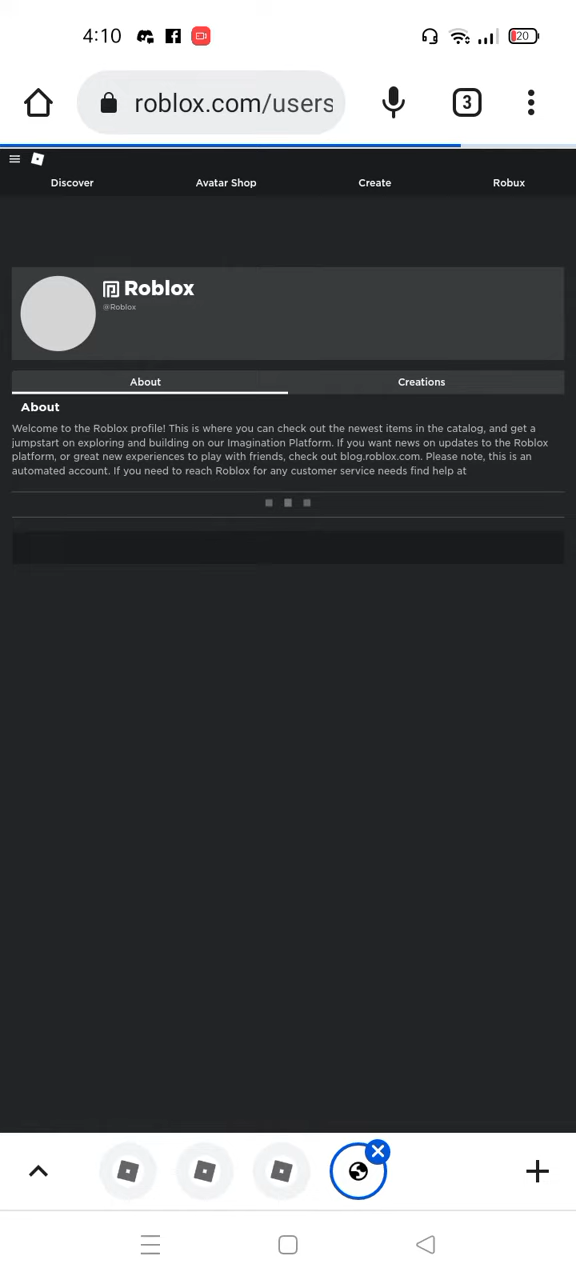 4:10
20
roblox.com/users
3
Discover Avatar Shop Create Robux
Roblox
@Roblox
About Creations
About
Welcome to the Roblox profile! This is where you can check out the newest items in the catalog, and get a
jumpstart on exploring and building on our Imagination Platform. If you want news on updates to the Roblox
platform, or great new experiences to play with friends, check out blog.roblox.com. Please note, this is an
automated account. If you need to reach Roblox for any customer service needs find help at